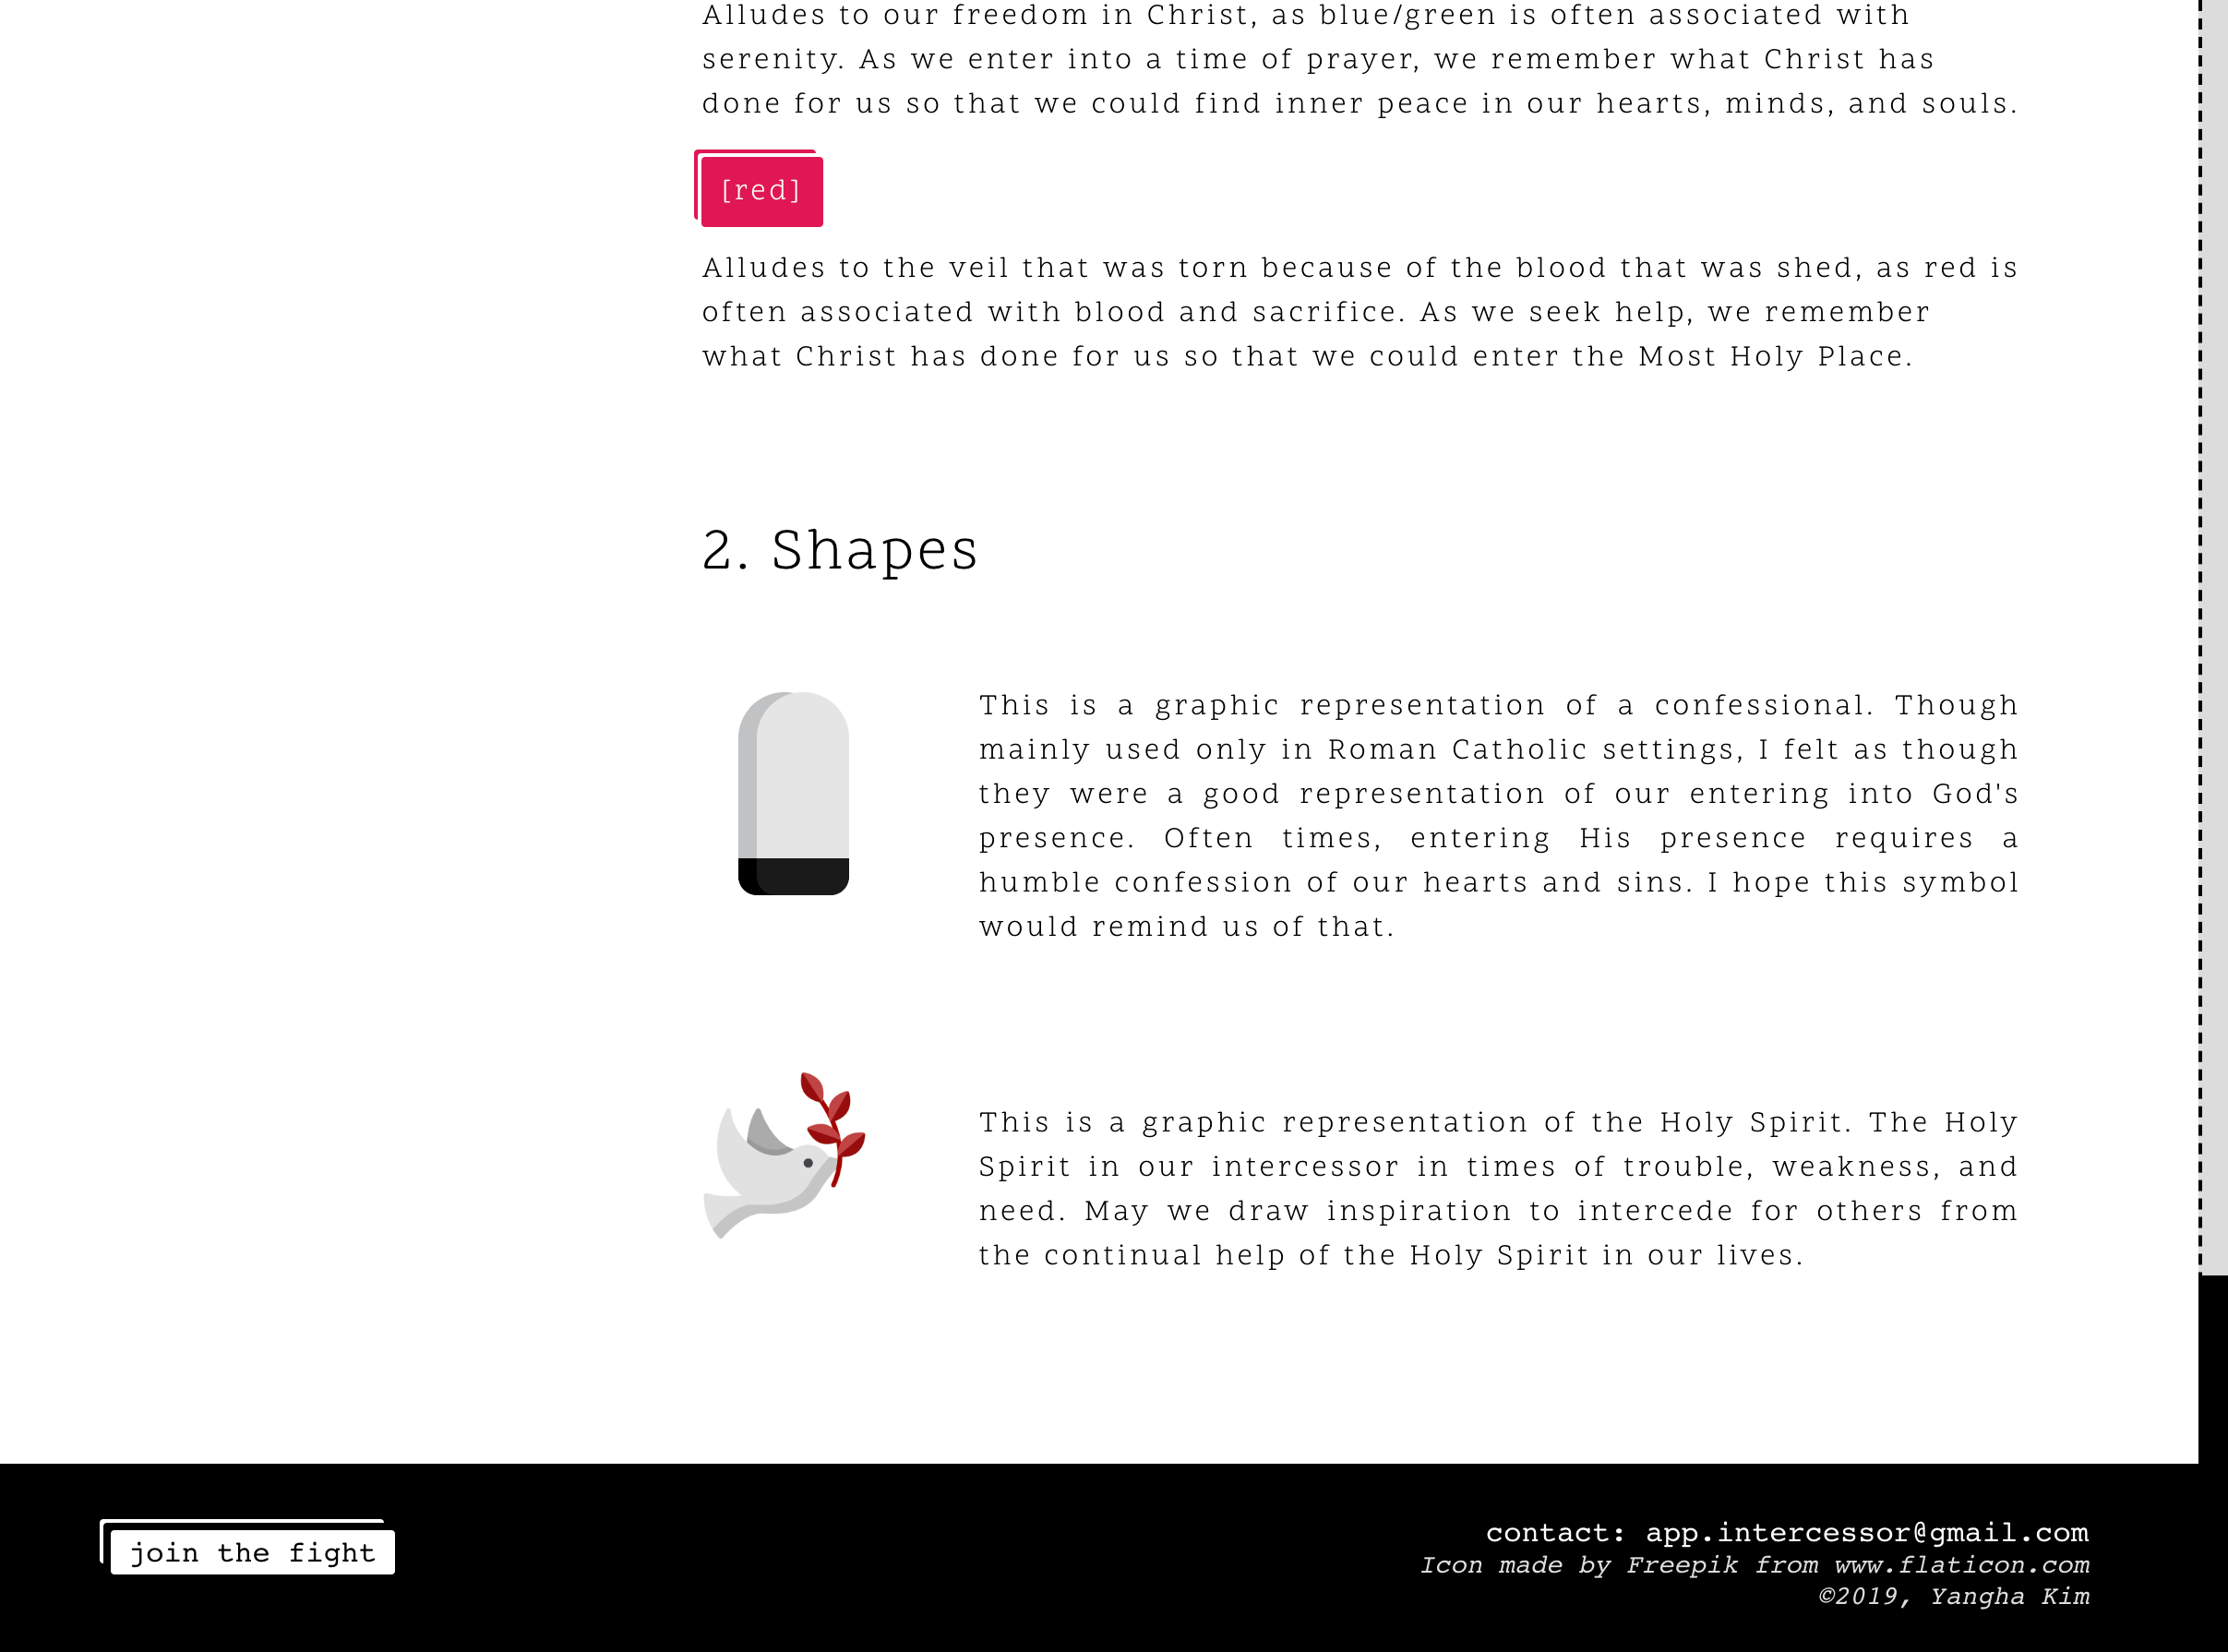 Alludes to our freedom in Christ, as blue/green is often associated with
serenity. As we enter into a time of prayer, we remember what Christ has
done for us so that we could find inner peace in our hearts, minds, and souls.
[red]
Alludes to the veil that was torn because of the blood that was shed, as red is
often associated with blood and sacrifice. As we seek help, we remember
what Christ has done for us so that we could enter the Most Holy Place.
2. Shapes
This is a graphic representation of a confessional. Though
mainly used only in Roman Catholic settings, I felt as though
they were a good representation of our entering into God's
presence. Often times, entering His presence requires a
humble confession of our hearts and sins. I hope this symbol
would remind us of that.
This is a graphic representation of the Holy Spirit. The Holy
Spirit in our intercessor in times of trouble, weakness, and
need. May we draw inspiration to intercede for others from
the continual help of the Holy Spirit in our lives.
join the fight
contact: app.intercessor@gmail.com
Icon made by Freepik from www.flaticon.com
©2019, Yangha Kim